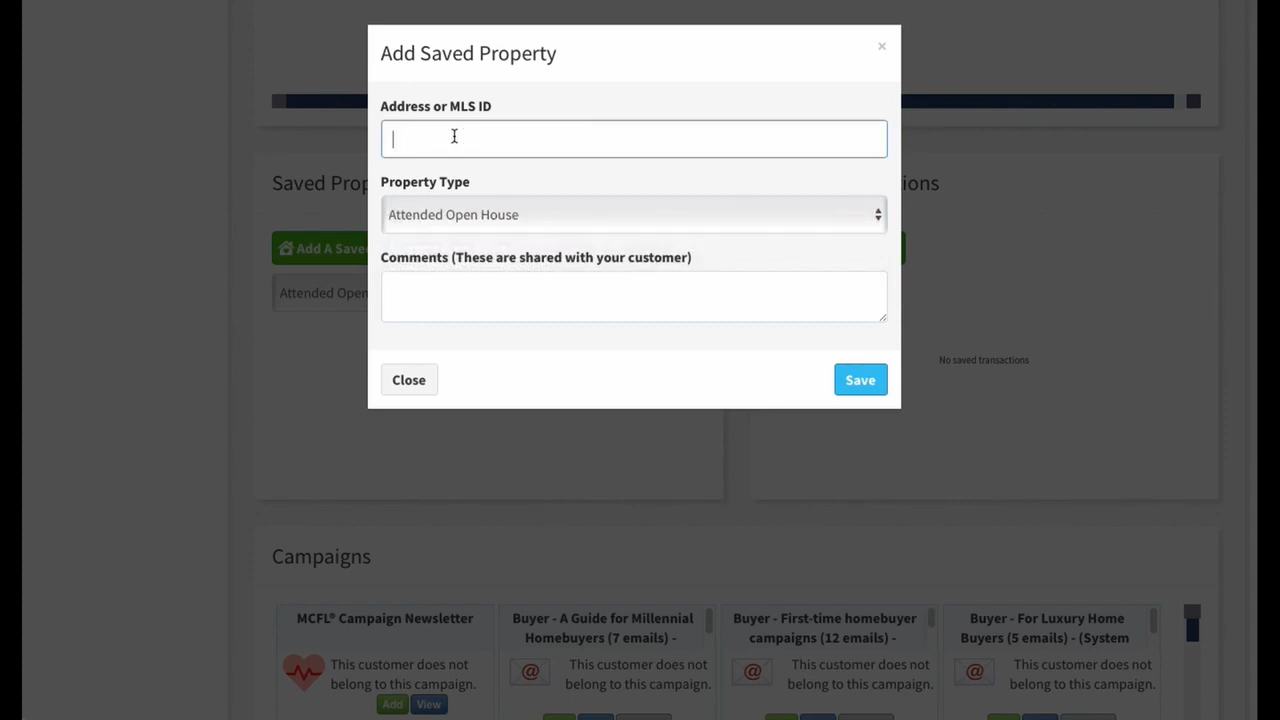 Add Saved Property
×
Address or MLS ID
Property Type
Attended Open House
Comments (These are shared with your customer)
Close
Save
Saved Prop
ions
Add A Save
Attended Open
No saved transactions
Campaigns
MCFL® Campaign Newsletter
This customer does not
belong to this campaign.
Add
View
Buyer - A Guide for Millennial
Homebuyers (7 emails) -
@
This customer does not
belong to this campaign.
Buyer - First-time homebuyer
campaigns (12 emails) -
@
This customer does not
belong to this campaign.
Buyer - For Luxury Home
Buyers (5 emails) - (System
@
This customer does not
belong to this campaign.